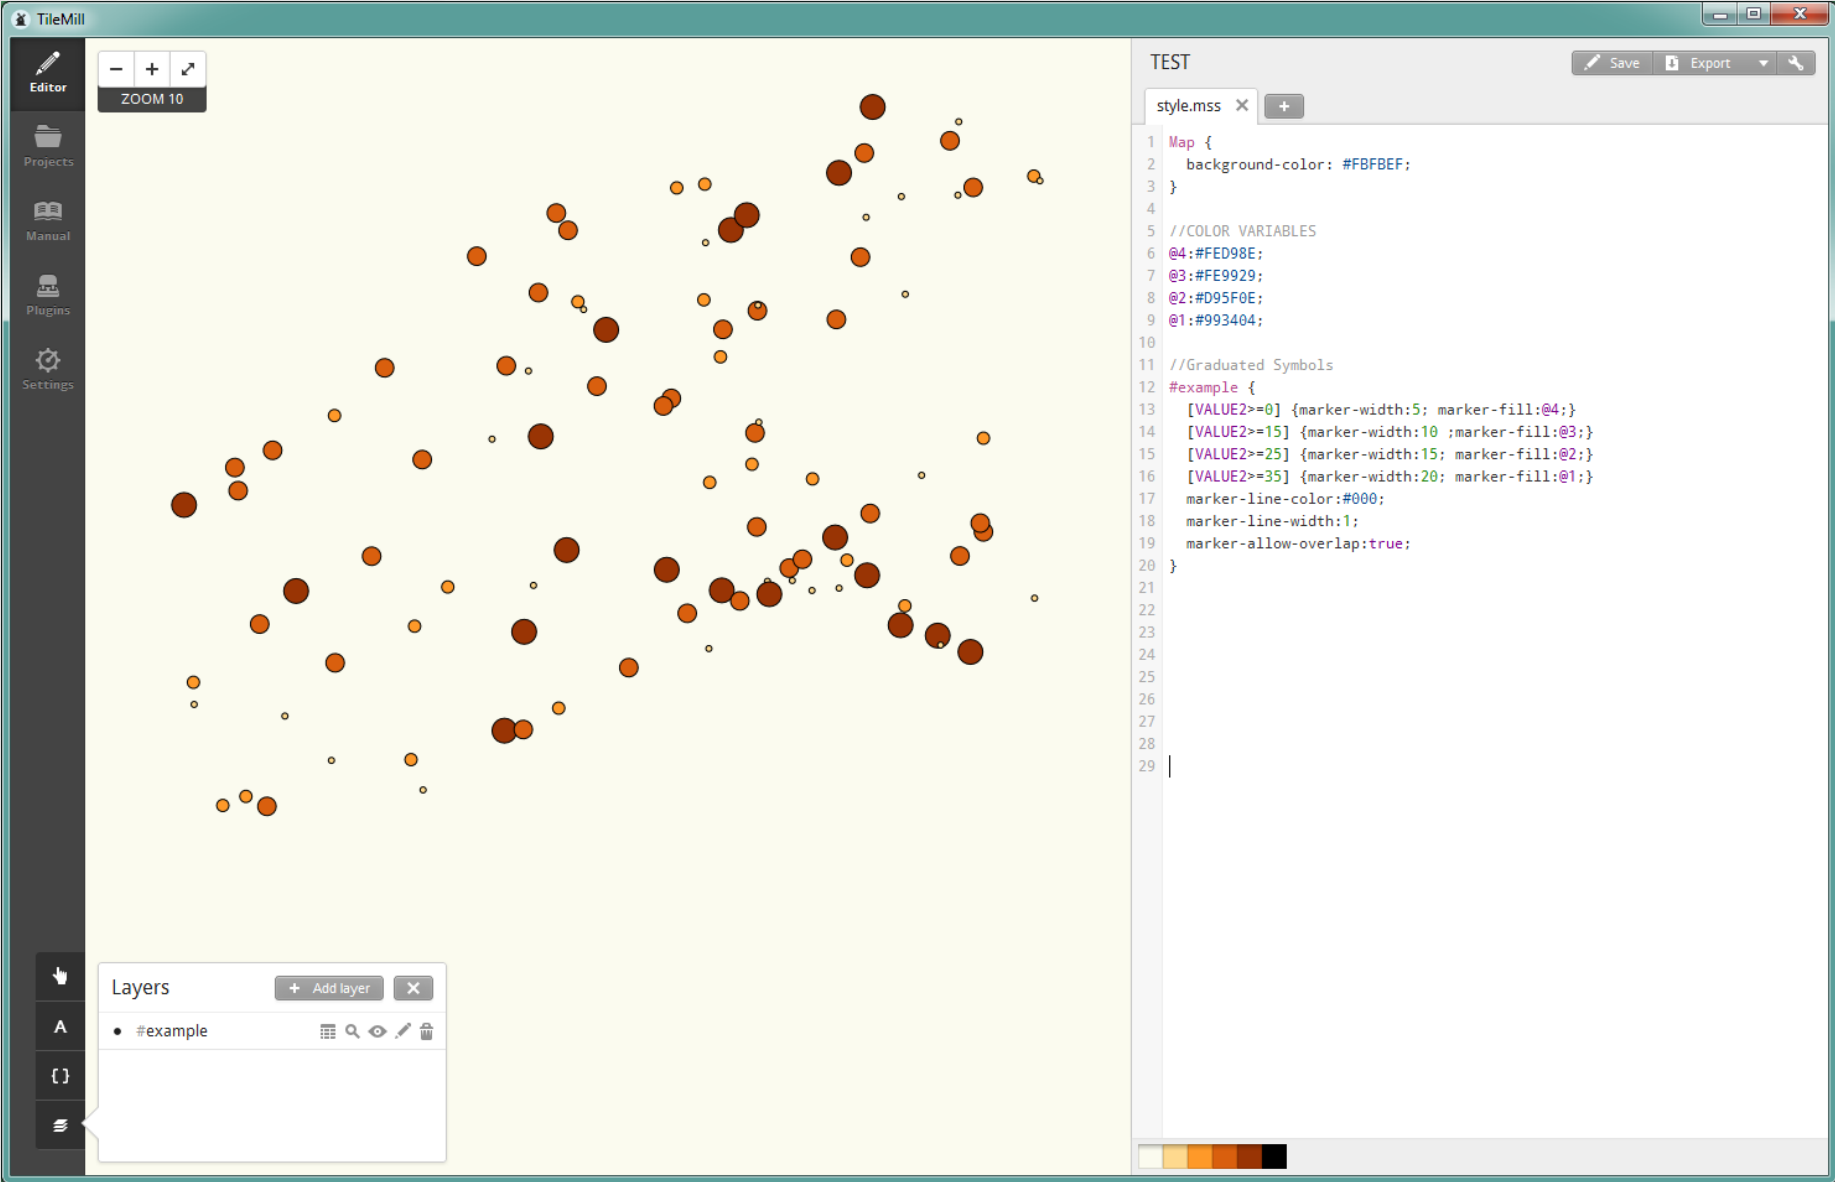 TileMill
Editor
Projects
Manual
Plugins
Settings
ZOOM 10
A
{ }
Layers
+ Add layer
#example
TEST
Save
Export
style.mss
+
1 Map {
2 background-color: #FBFBEF;
3 }
4
5 //COLOR VARIABLES
6 @4:#FED98E;
7 @3:#FE9929;
8 @2:#D95F0E;
9 @1:#993404;
10
11 //Graduated Symbols
12 #example {
13 [VALUE2>=0] {marker-width:5; marker-fill:@4;}
14 [VALUE2>=15] {marker-width:10 ;marker-fill:@3;}
15 [VALUE2>=25] {marker-width:15; marker-fill:@2;}
16 [VALUE2>=35] {marker-width:20; marker-fill:@1;}
17 marker-line-color:#000;
18 marker-line-width:1;
19 marker-allow-overlap:true;
20 }
21
22
23
24
25
26
27
28
29